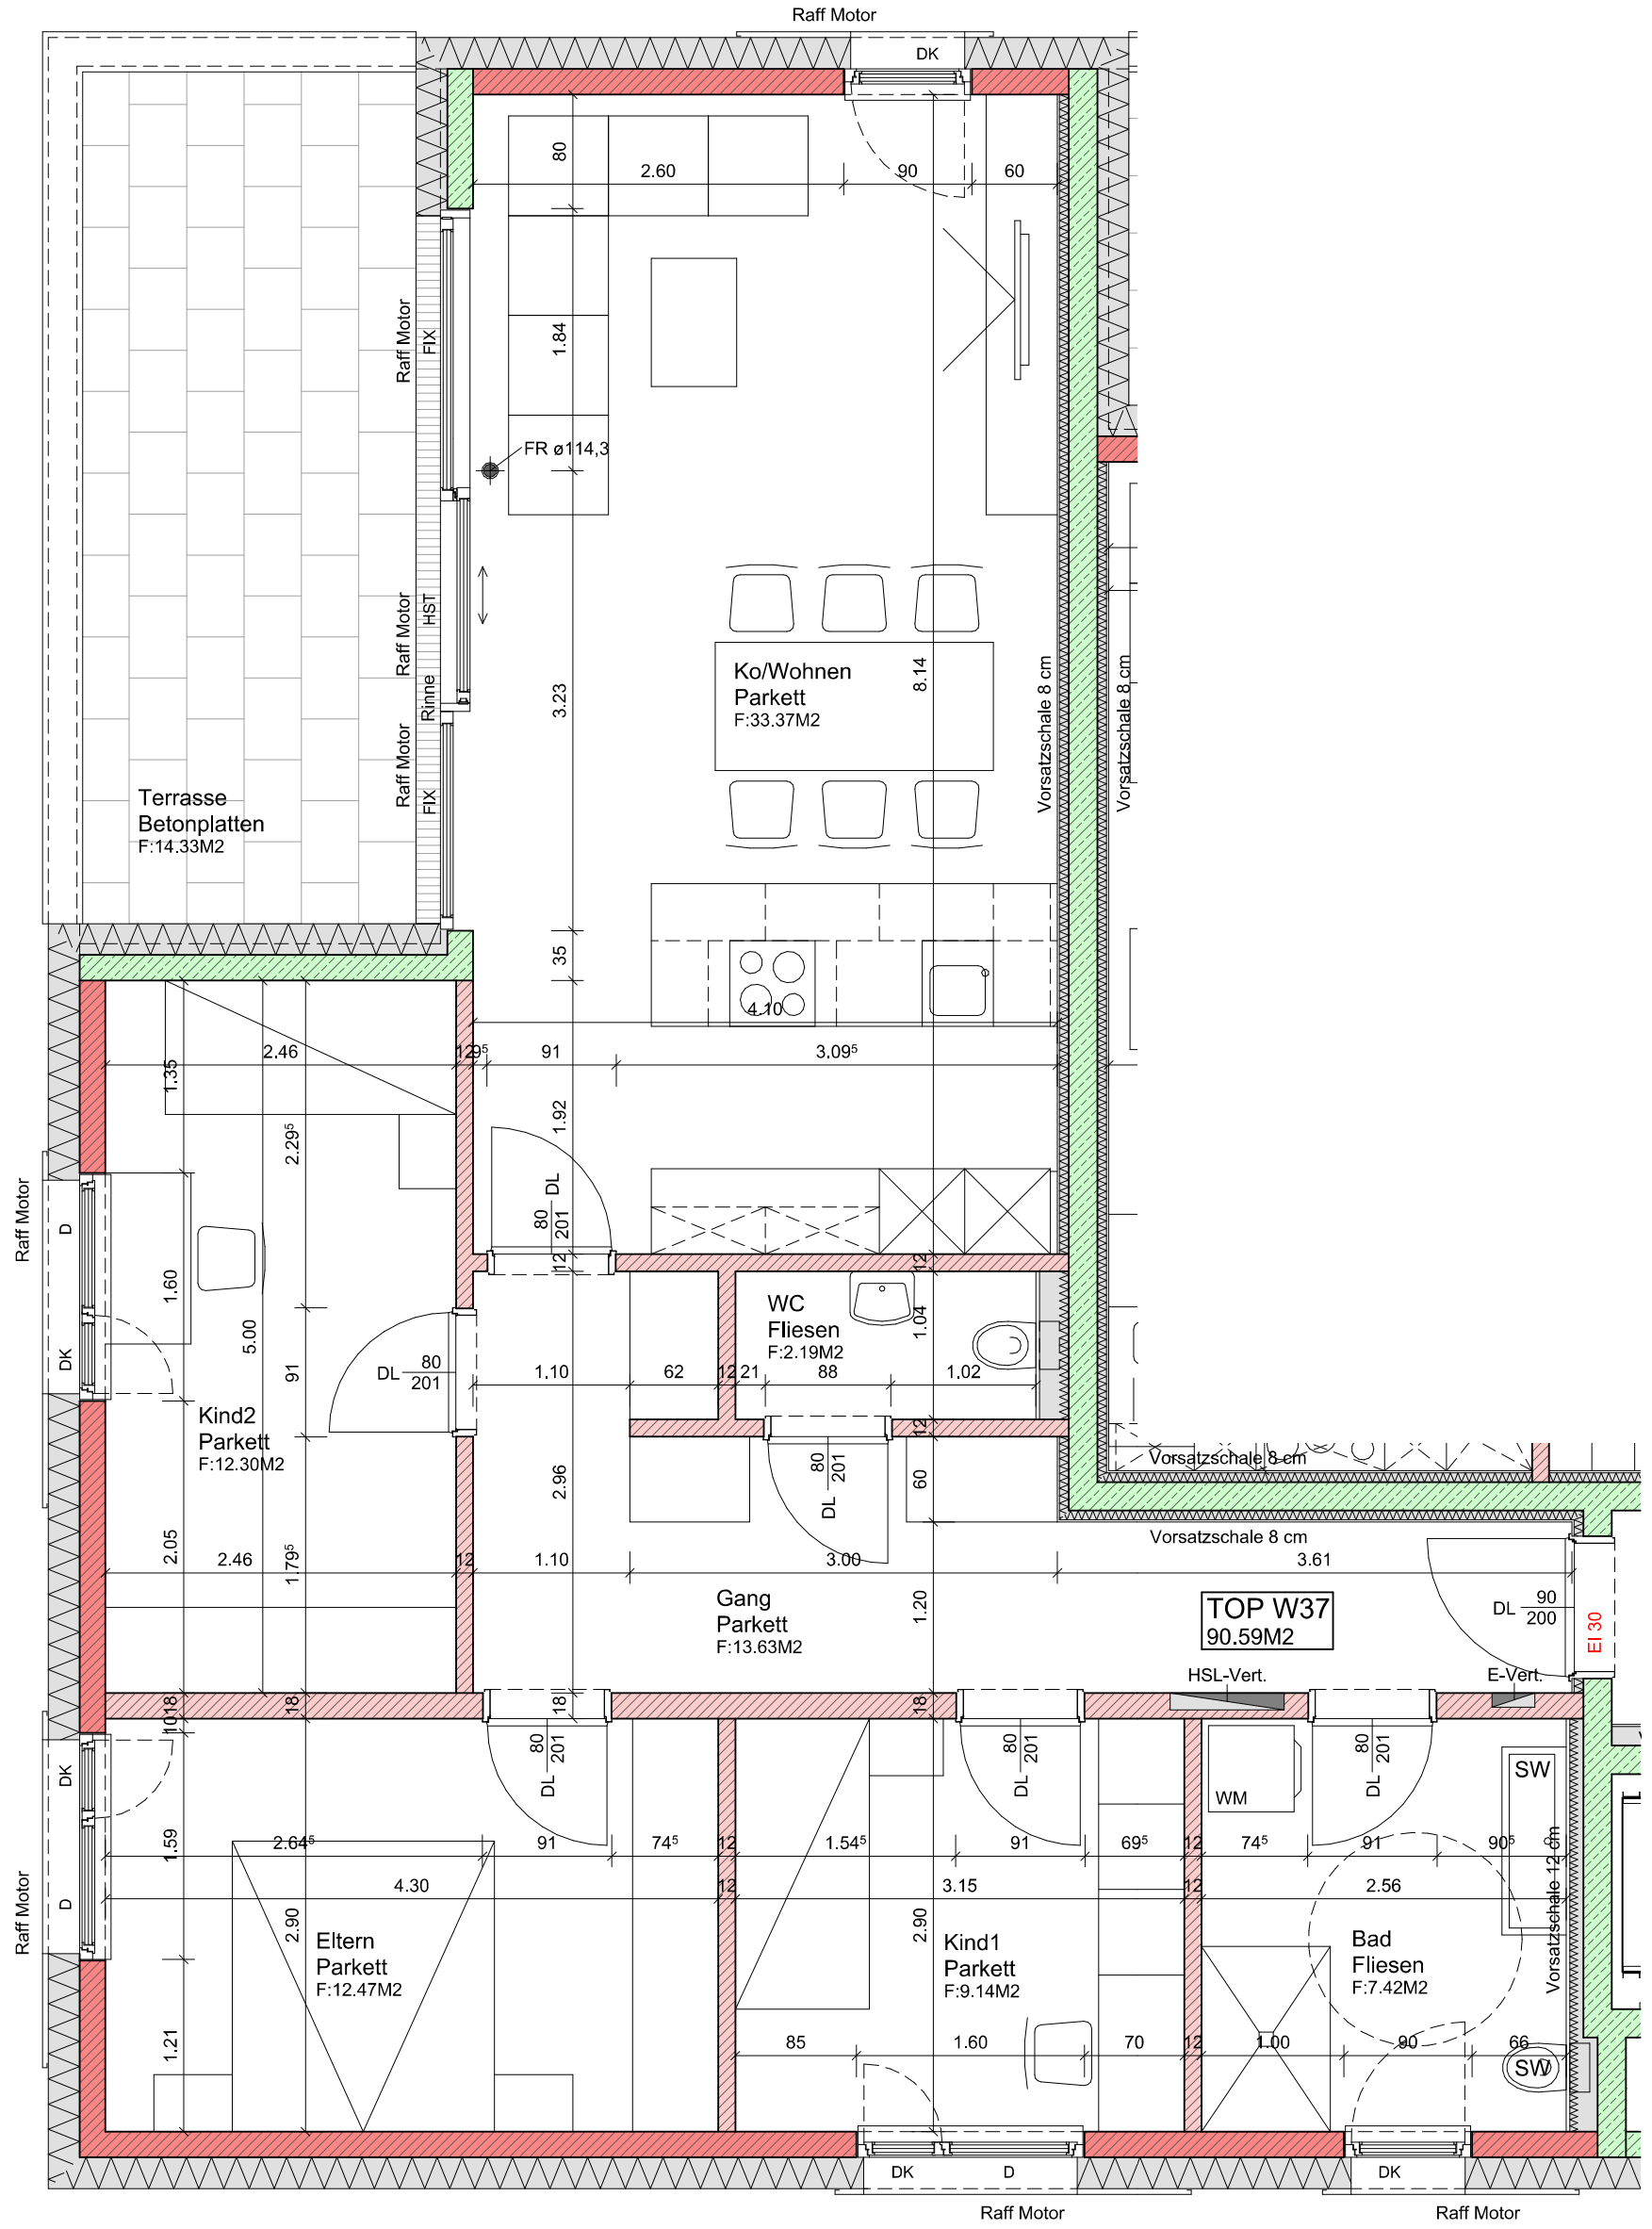 Raff Motor
DK
80
2.60
90
60
Raff Motor
FIX
1.84
FR ø114,3
Raff Motor
HST
Rinne
3.23
Ko/Wohnen
Parkett
F:33.37M2
8.14
Vorsatzschale 8 cm
Vorsatzschale 8 cm
Raff Motor
FIX
Terrasse
Betonplatten
F:14.33M2
35
4.10
2.46
12
9⁵
91
3.09⁵
1.35
2.29⁵
1.92
80
201
DL
Raff Motor
D
DK
1.60
5.00
91
DL
80
201
12
12
WC
Fliesen
F:2.19M2
1.04
1.10
62
12
21
88
1.02
12
Kind2
Parkett
F:12.30M2
2.96
80
201
DL
60
Vorsatzschale 8 cm
Vorsatzschale 8 cm
2.05
2.46
1.79⁵
12
1.10
3.00
3.61
Gang
Parkett
F:13.63M2
1.20
TOP W37
90.59M2
DL
90
200
EI 30
HSL-Vert.
E-Vert.
10
18
18
18
18
DK
D
Raff Motor
80
201
DL
80
201
DL
80
201
DL
WM
SW
1.59
2.64⁵
91
74⁵
12
1.54⁵
91
69⁵
12
74⁵
91
90⁵
4.30
12
3.15
12
2.56
Vorsatzschale 12 cm
2.90
2.90
Eltern
Parkett
F:12.47M2
Kind1
Parkett
F:9.14M2
Bad
Fliesen
F:7.42M2
1.21
85
1.60
70
12
1.00
90
66
SW
DK
D
DK
Raff Motor
Raff Motor